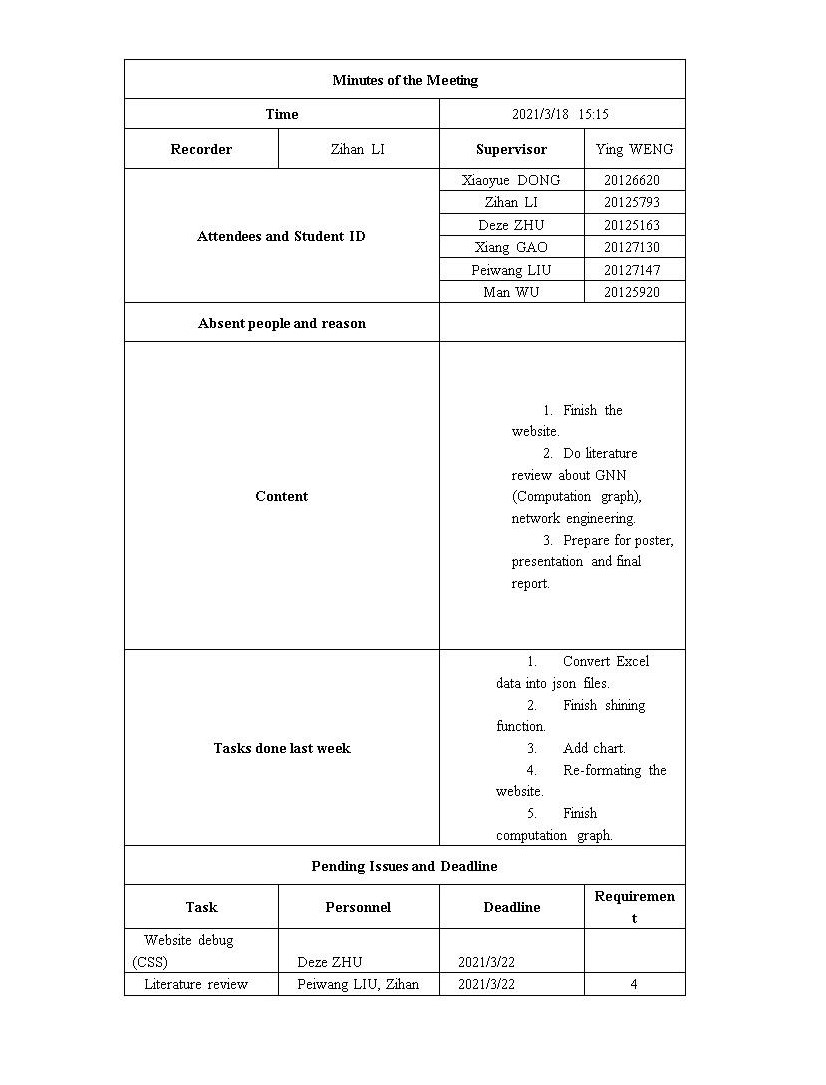 Minutes of the Meeting
Time 2021/3/18 15:15
Recorder Zihan LI Supervisor Ying WENG
Attendees and Student ID
Xiaoyue DONG 20126620
Zihan LI 20125793
Deze ZHU 20125163
Xiang GAO 20127130
Peiwang LIU 20127147
Man WU 20125920
Absent people and reason
Content
1. Finish the
website.
2. Do literature
review about GNN
(Computation graph),
network engineering.
3. Prepare for poster,
presentation and final
report.
Tasks done last week
1. Convert Excel
data into json files.
2. Finish shining
function.
3. Add chart.
4. Re-formating the
website.
5. Finish
computation graph.
Pending Issues and Deadline
Task Personnel Deadline Requiremen
t
Website debug
(CSS) Deze ZHU 2021/3/22
Literature review Peiwang LIU, Zihan 2021/3/22 4